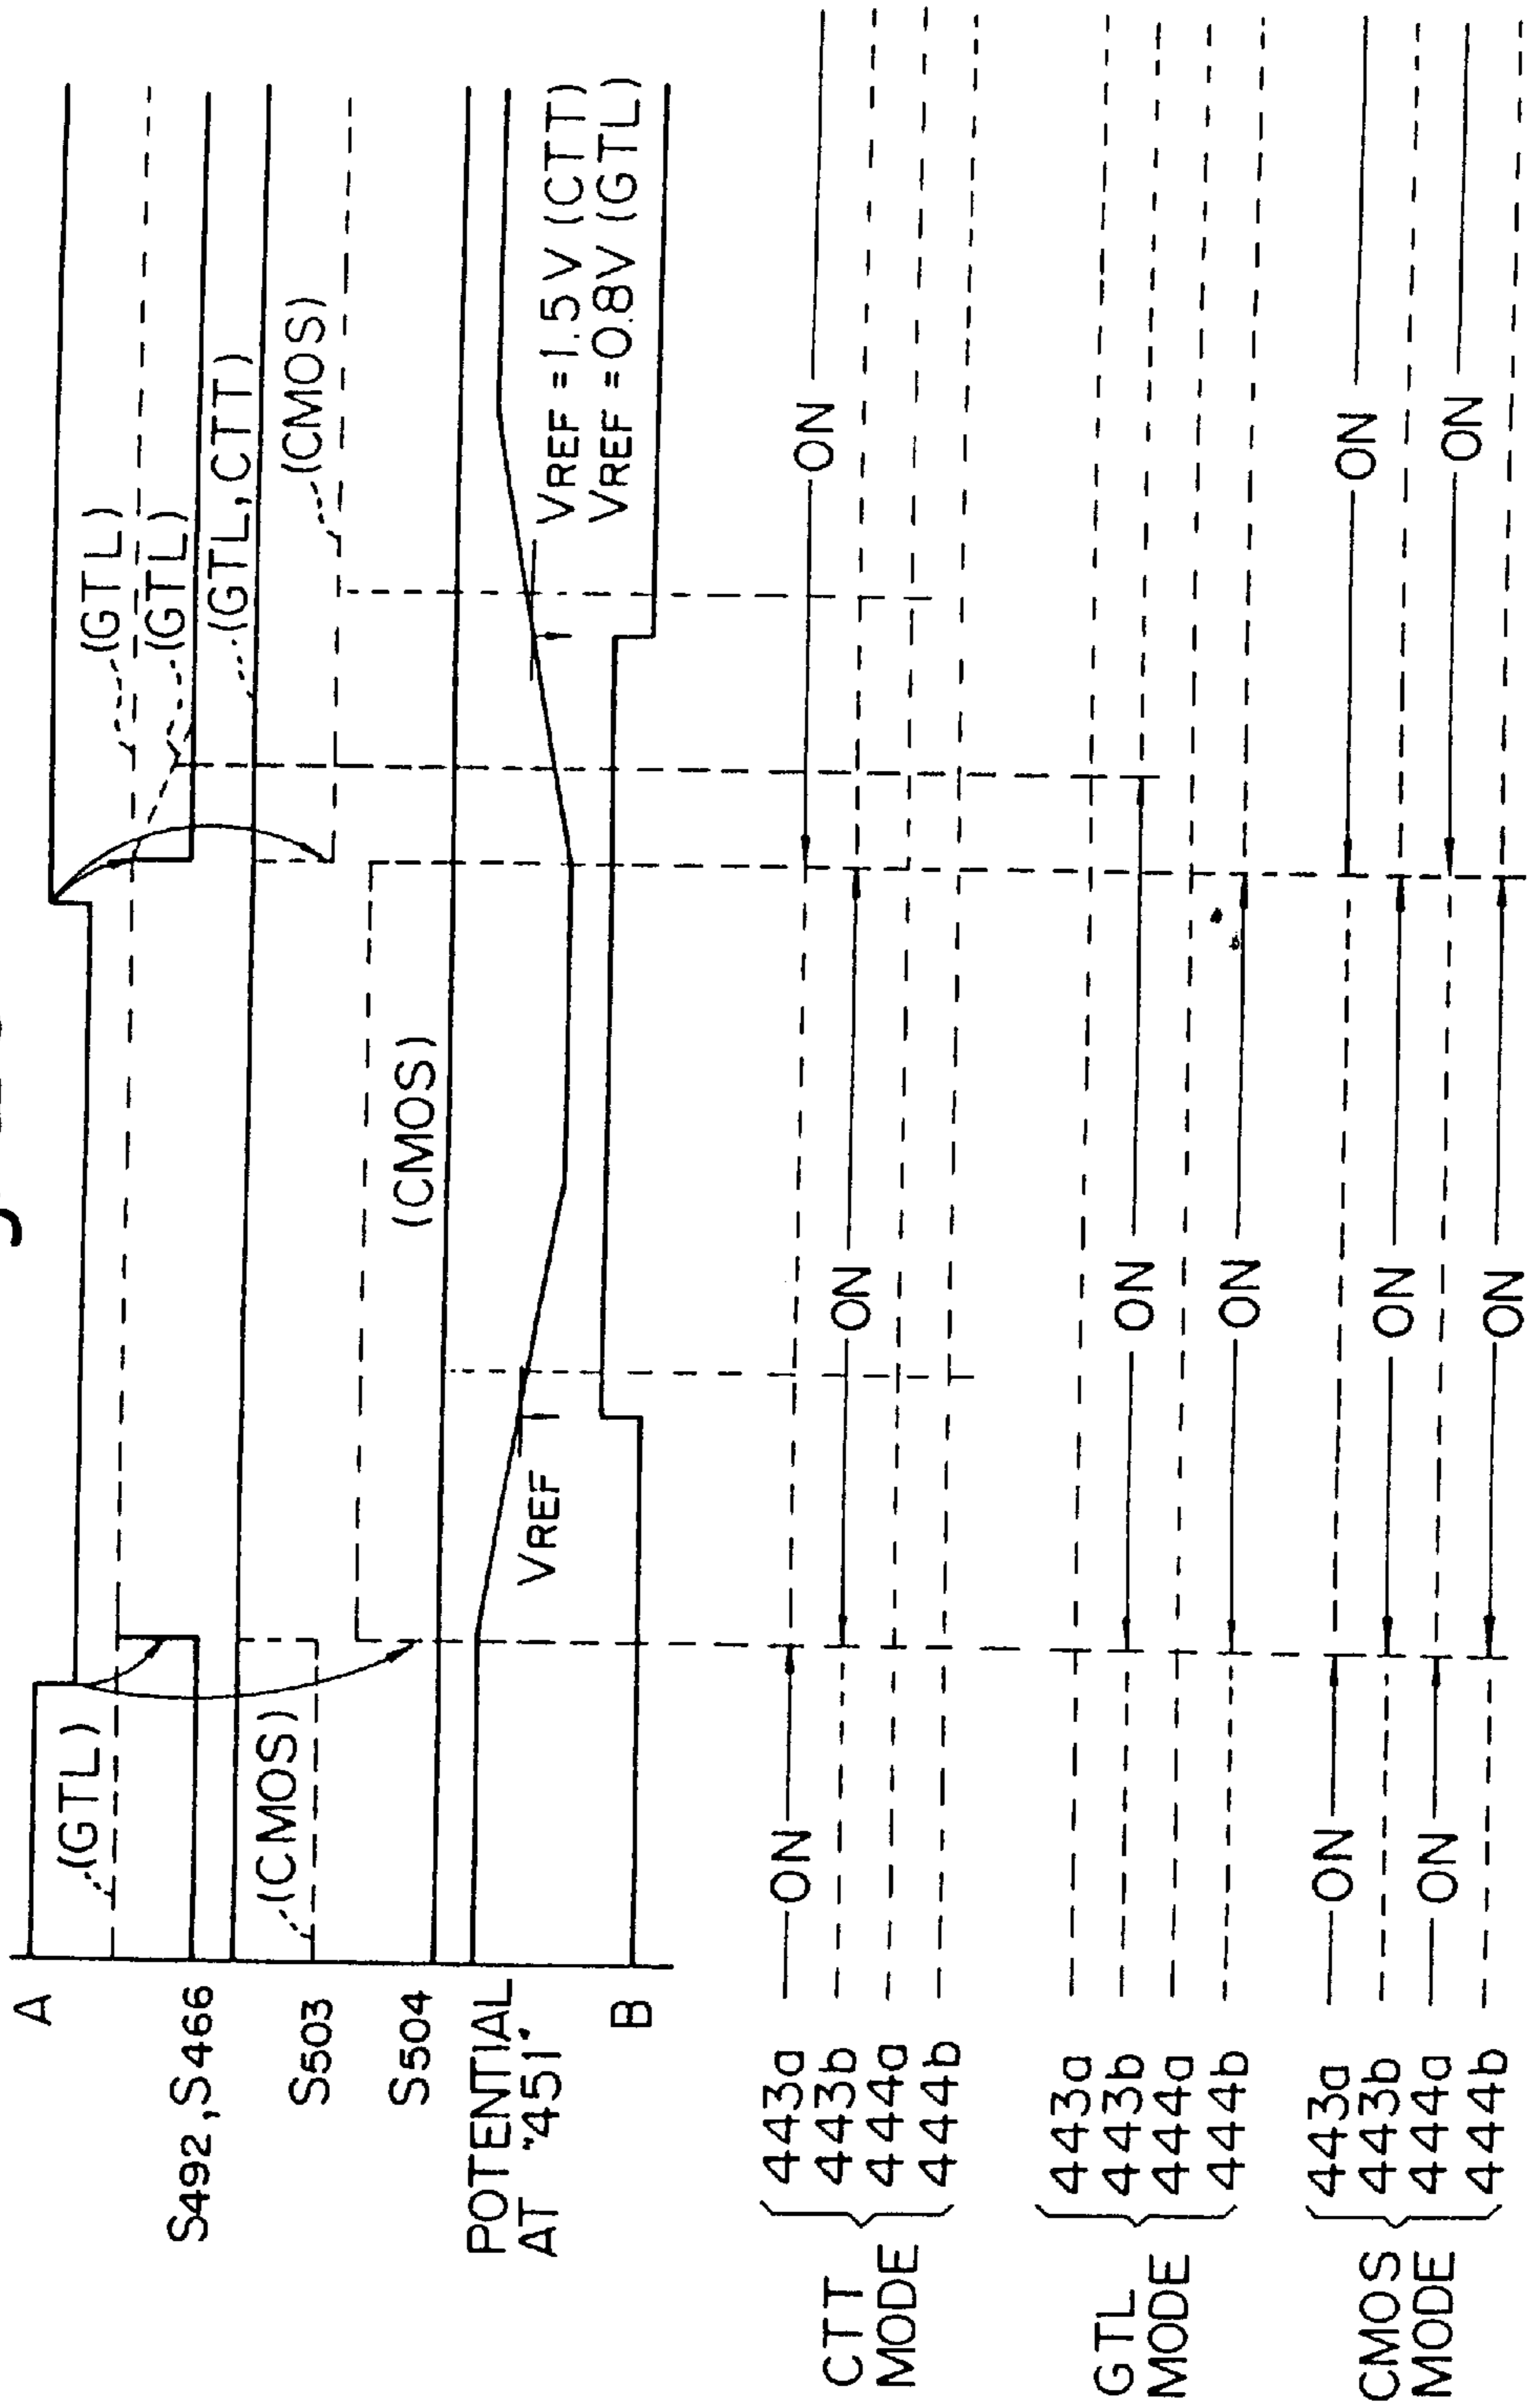 A
(GTL)
(GTL)
(GTL)
S492, S466
(GTL, CTT)
S503
(CMOS)
(CMOS)
S504
(CMOS)
POTENTIAL
AT "451"
VREF
VREF = 1.5V (CTT)
VREF = 0.8V (GTL)
B
CTT
MODE
443a ON ON
443b ON
444a
444b
GTL
MODE
443a
443b ON
444a
444b ON
CMOS
MODE
443a ON ON
443b ON
444a ON ON
444b ON